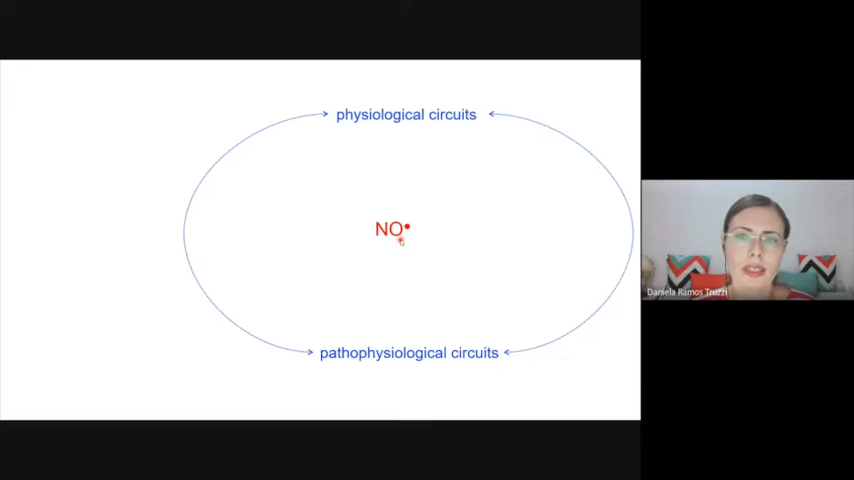 physiological circuits
NO•
pathophysiological circuits
Daniela Ramos Truzzi